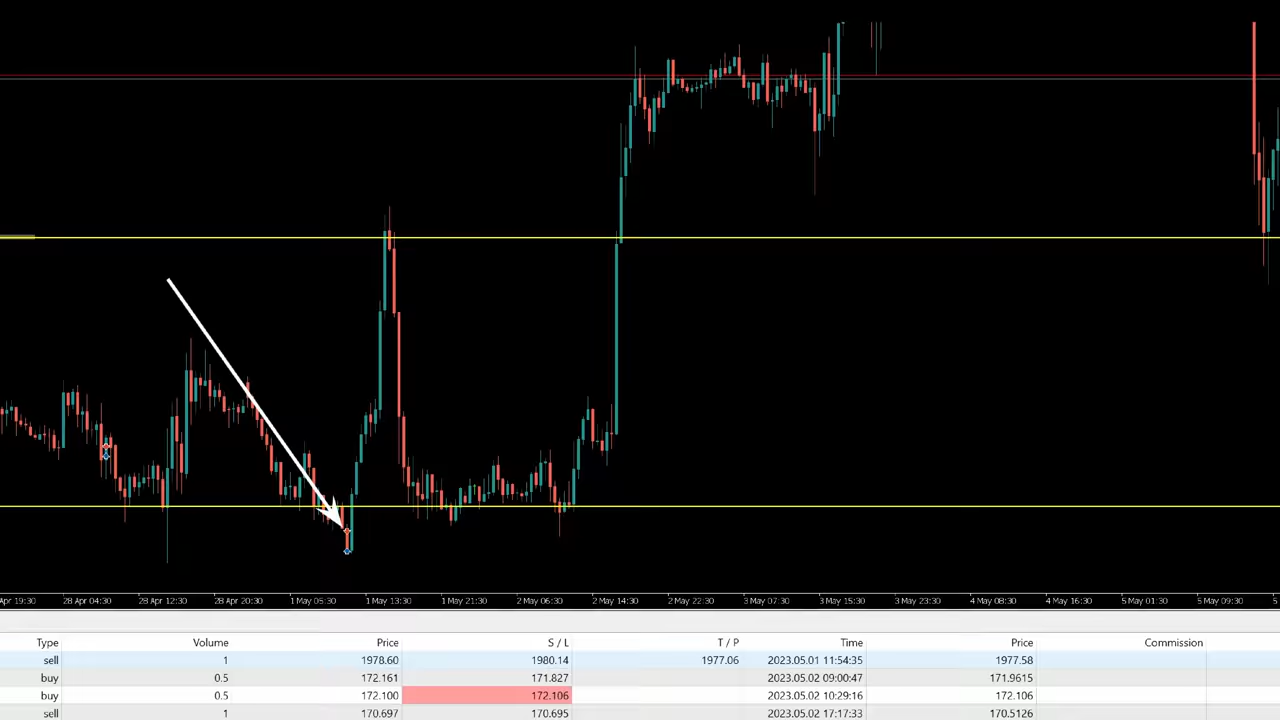 Apr 19:30 28 Apr 04:30 28 Apr 12:30 28 Apr 20:30 1 May 05:30 1 May 13:30 1 May 21:30 2 May 06:30 2 May 14:30 2 May 22:30 3 May 07:30 3 May 15:30 3 May 23:30 4 May 08:30 4 May 16:30 5 May 01:30 5 May 09:30 5
Type Volume Price S / L T / P Time Price Commission
sell 1 1978.60 1980.14 1977.06 2023.05.01 11:54:35 1977.58
buy 0.5 172.161 171.827 2023.05.02 09:00:47 171.9615
buy 0.5 172.100 172.106 2023.05.02 10:29:16 172.106
sell 1 170.697 170.695 2023.05.02 17:17:33 170.5126